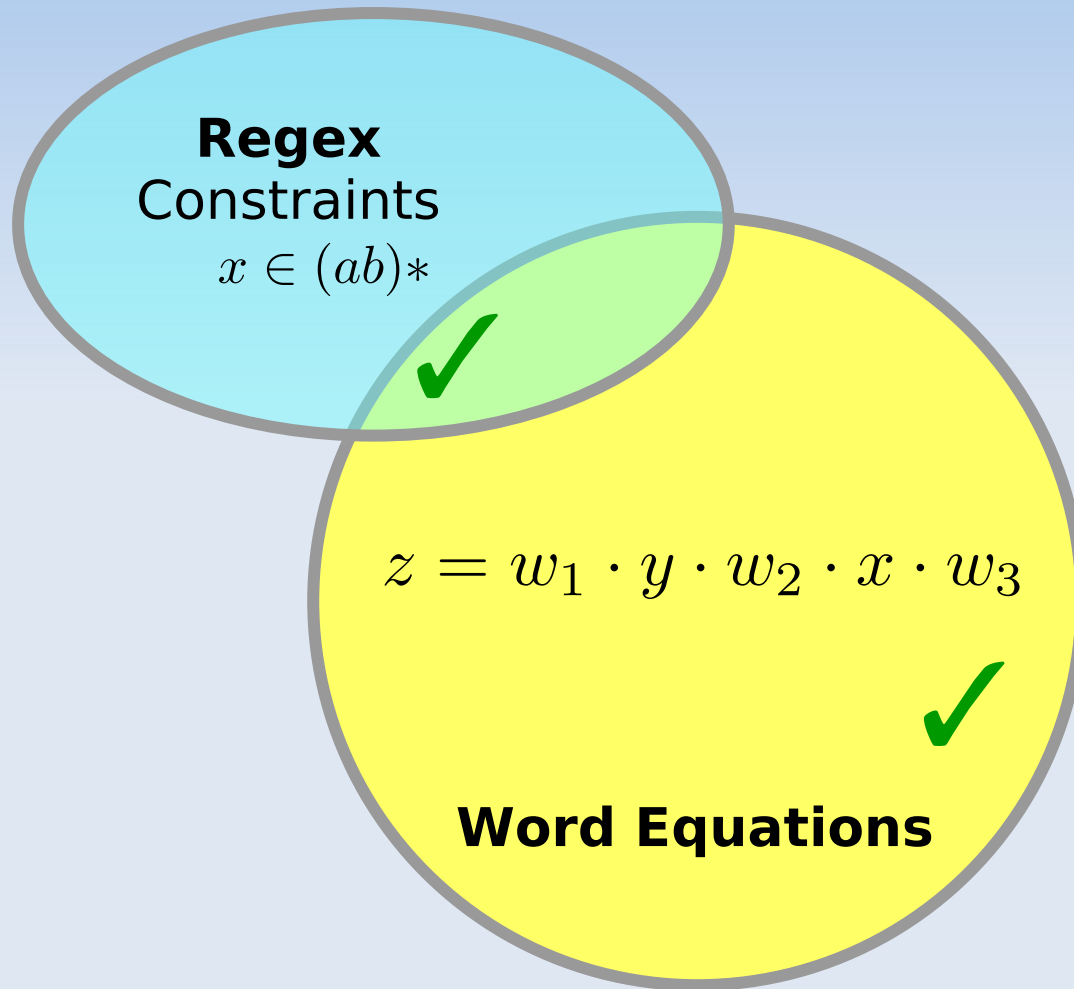 Regex
Constraints
x ∈ (ab)*
✓
z = w₁ · y · w₂ · x · w₃
✓
Word Equations